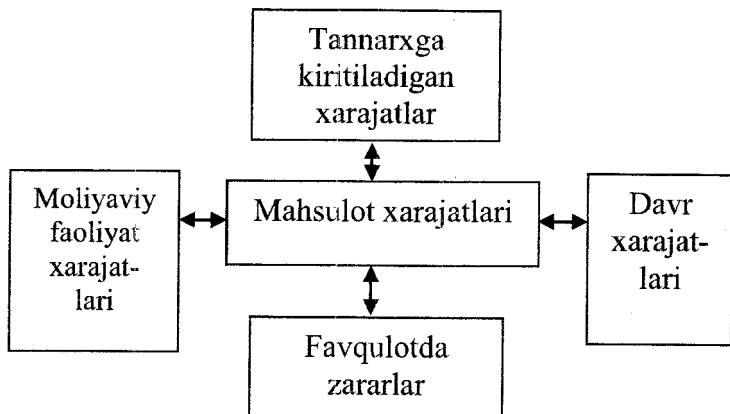 Tannarxga
kiritiladigan
xarajatlar
Moliyaviy
faoliyat
xarajat-
lari
Mahsulot xarajatlari
Davr
xarajat-
lari
Favqulotda
zararlar